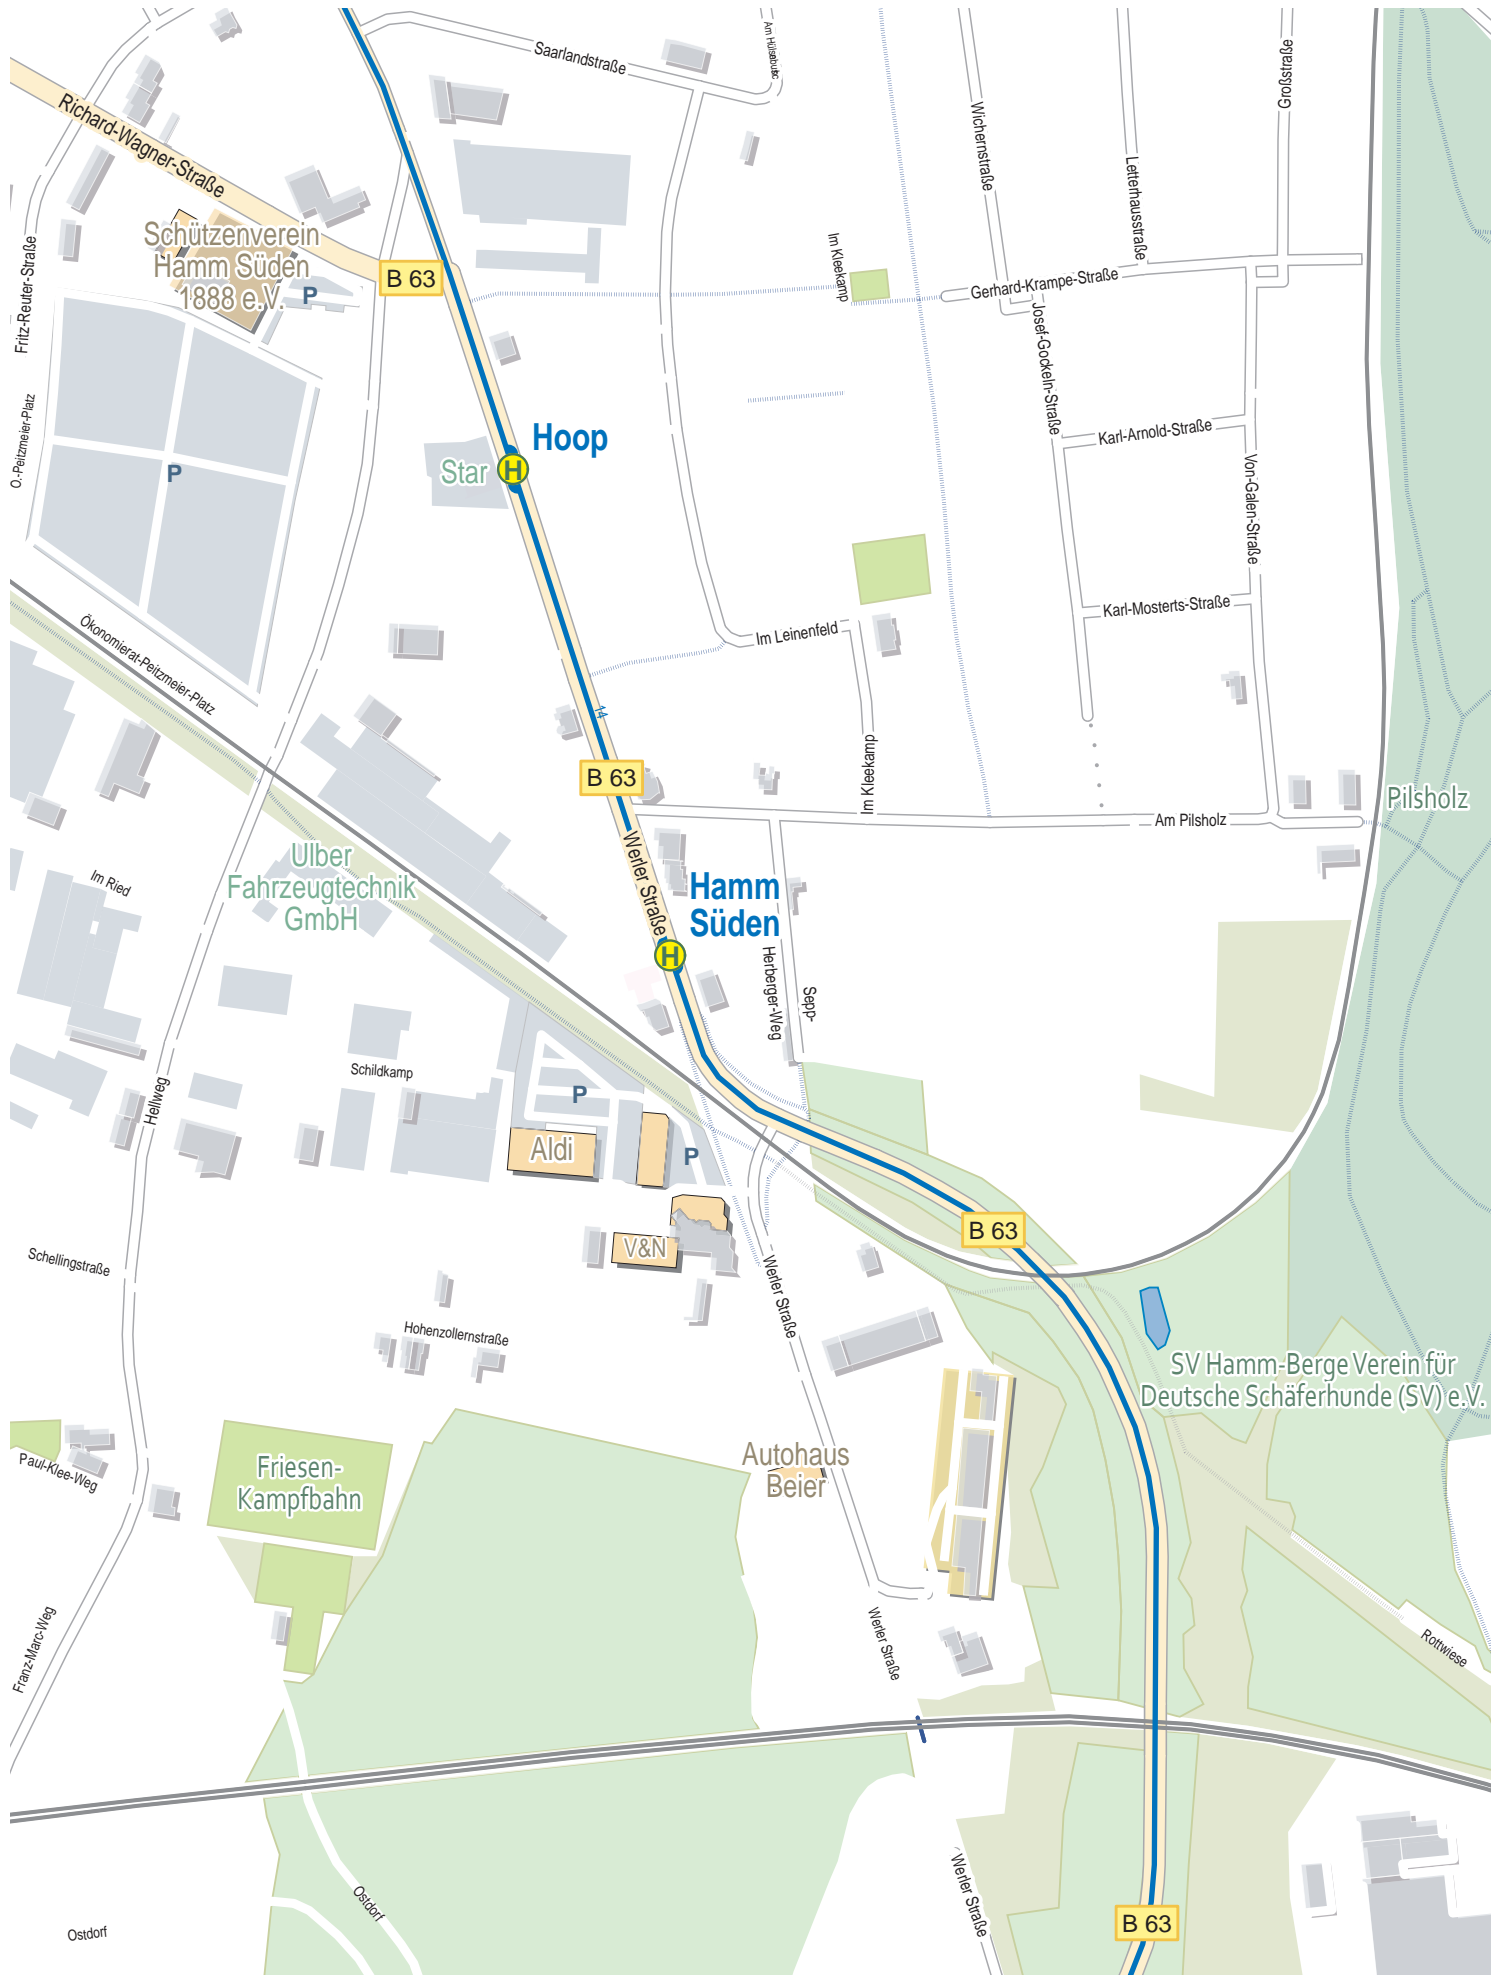 Saarlandstraße
Am Hülsebusc
Großstraße
Richard-Wagner-Straße
Wichernstraße
Letterhausstraße
Fritz-Reuter-Straße
Schützenverein
Hamm Süden
1888 e.V.
P
B 63
Im Kleekamp
Gerhard-Krampe-Straße
Josef-Gockeln-Straße
O.-Peitzmeier-Platz
P
Hoop
Star
H
Karl-Arnold-Straße
Von-Galen-Straße
Karl-Mosterts-Straße
Im Leinenfeld
Ökonomierat-Peitzmeier-Platz
14
Im Kleekamp
B 63
Pilsholz
Am Pilsholz
Werler Straße
Ulber
Fahrzeugtechnik
GmbH
Im Ried
Hamm
Süden
H
Herberger-Weg
Sepp-
Schildkamp
Hellweg
P
Aldi
P
V&N
B 63
Schellingstraße
Werler Straße
Hohenzollernstraße
SV Hamm-Berge Verein für
Deutsche Schäferhunde (SV) e.V.
Autohaus
Beier
Friesen-
Kampfbahn
Paul-Klee-Weg
Franz-Marc-Weg
Werler Straße
Rottwiese
Werler Straße
Ostdorf
Ostdorf
B 63